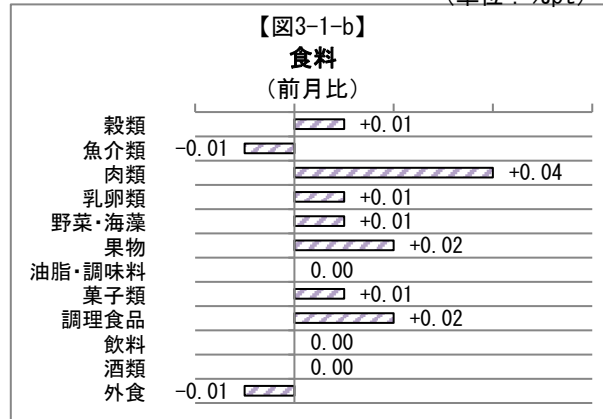 【図3-1-b】
食料
（前月比）
穀類 +0.01
魚介類 -0.01
肉類 +0.04
乳卵類 +0.01
野菜・海藻 +0.01
果物 +0.02
油脂・調味料 0.00
菓子類 +0.01
調理食品 +0.02
飲料 0.00
酒類 0.00
外食 -0.01